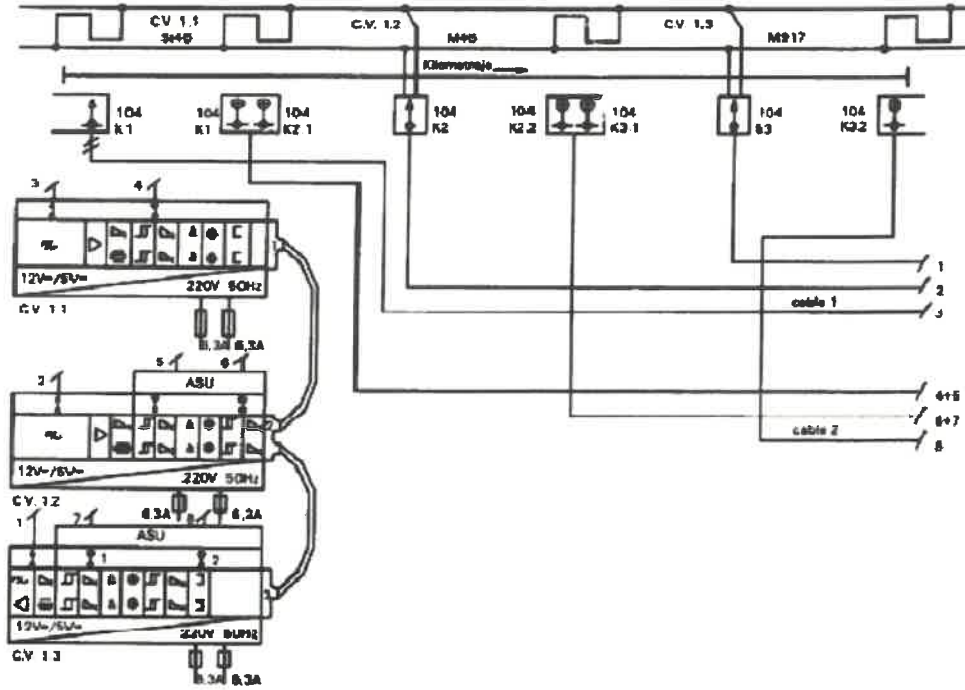 C.V. 1.1
C.V. 1.2
C.V. 1.3
St46
M46
M917
Kilometraje
104
K1
104
K1
104
K2.1
104
K2
104
K2.2
104
K3.1
104
K3
104
K3.2
3
4
12V=/5V=
220V 50Hz
C.V. 1.1
6,3A 6,3A
1
2
cable 1
3
5
6
2
ASU
4+5
6+7
cable 2
8
12V=/5V=
220V 50Hz
C.V. 1.2
6,3A 6,3A
1
7
8
ASU
1
2
12V=/5V=
220V 50Hz
C.V. 1.3
6,3A 6,3A